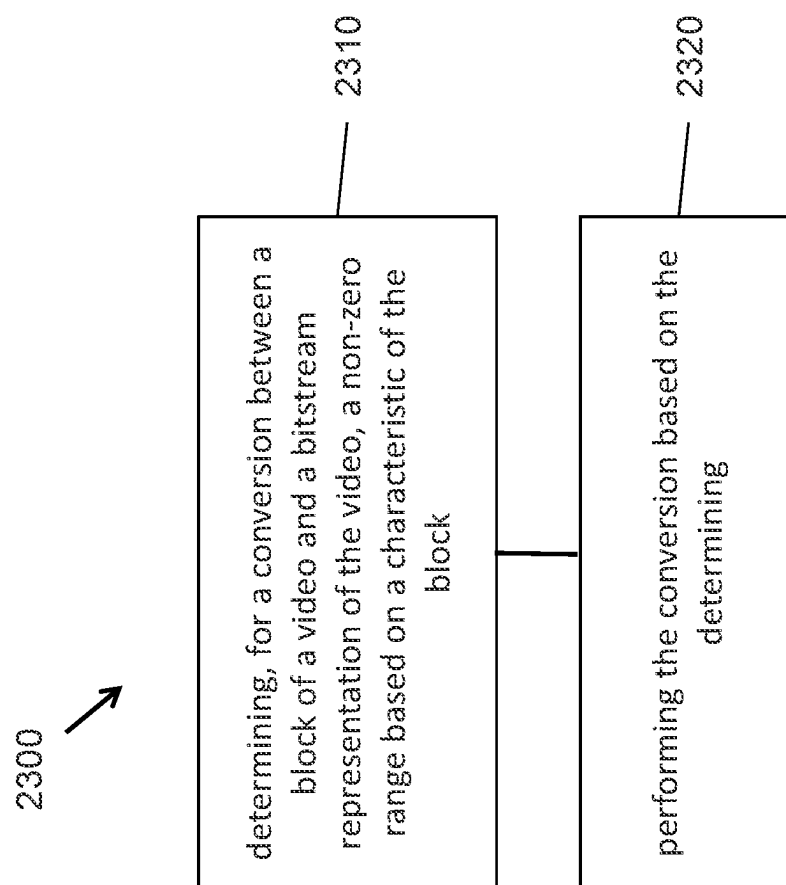 2300
determining, for a conversion between a
block of a video and a bitstream
representation of the video, a non-zero
range based on a characteristic of the
block
2310
performing the conversion based on the
determining
2320